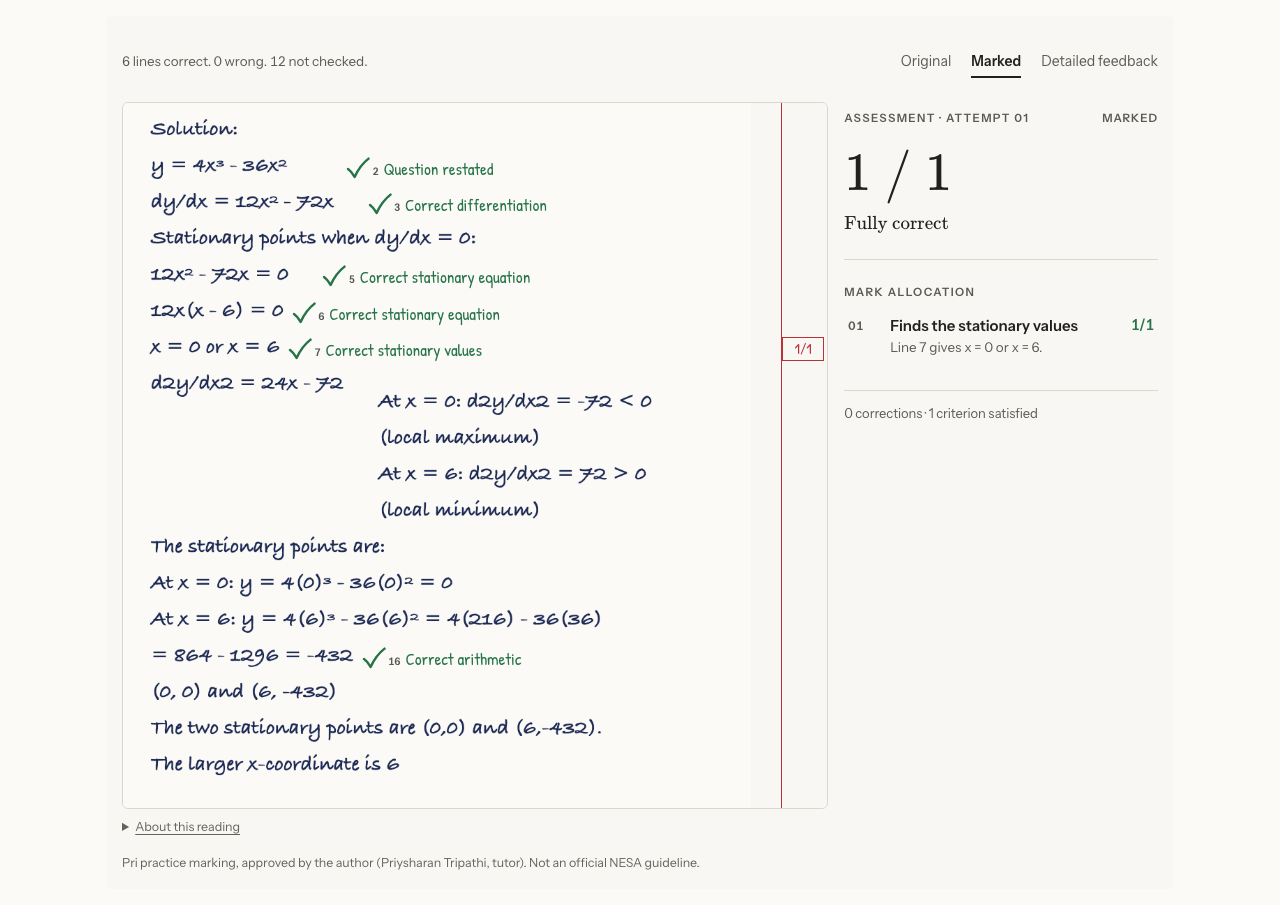 6 lines correct. 0 wrong. 12 not checked.
Original Marked Detailed feedback
Solution:
y = 4x³ - 36x² ✓ 2 Question restated
dy/dx = 12x² - 72x ✓ 3 Correct differentiation
Stationary points when dy/dx = 0:
12x² - 72x = 0 ✓ 5 Correct stationary equation
12x(x - 6) = 0 ✓ 6 Correct stationary equation
x = 0 or x = 6 ✓ 7 Correct stationary values
1/1
d2y/dx2 = 24x - 72
At x = 0: d2y/dx2 = -72 < 0
(local maximum)
At x = 6: d2y/dx2 = 72 > 0
(local minimum)
The stationary points are:
At x = 0: y = 4(0)³ - 36(0)² = 0
At x = 6: y = 4(6)³ - 36(6)² = 4(216) - 36(36)
= 864 - 1296 = -432 ✓ 16 Correct arithmetic
(0, 0) and (6, -432)
The two stationary points are (0,0) and (6,-432).
The larger x-coordinate is 6
ASSESSMENT · ATTEMPT 01 MARKED
1 / 1
Fully correct
MARK ALLOCATION
01 Finds the stationary values 1/1
Line 7 gives x = 0 or x = 6.
0 corrections · 1 criterion satisfied
▶ About this reading
Pri practice marking, approved by the author (Priysharan Tripathi, tutor). Not an official NESA guideline.